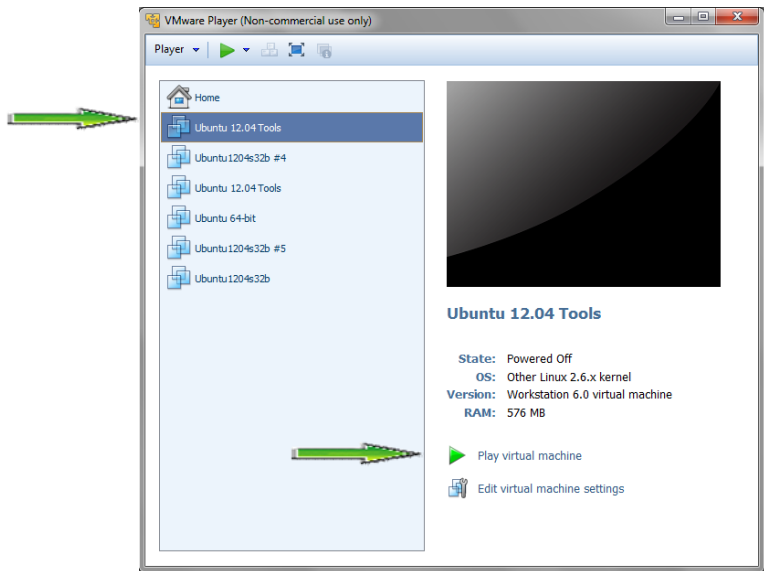 VMware Player (Non-commercial use only)
Player
Home
Ubuntu 12.04 Tools
Ubuntu1204s32b #4
Ubuntu 12.04 Tools
Ubuntu 64-bit
Ubuntu1204s32b #5
Ubuntu1204s32b
Ubuntu 12.04 Tools
State: Powered Off
OS: Other Linux 2.6.x kernel
Version: Workstation 6.0 virtual machine
RAM: 576 MB
Play virtual machine
Edit virtual machine settings